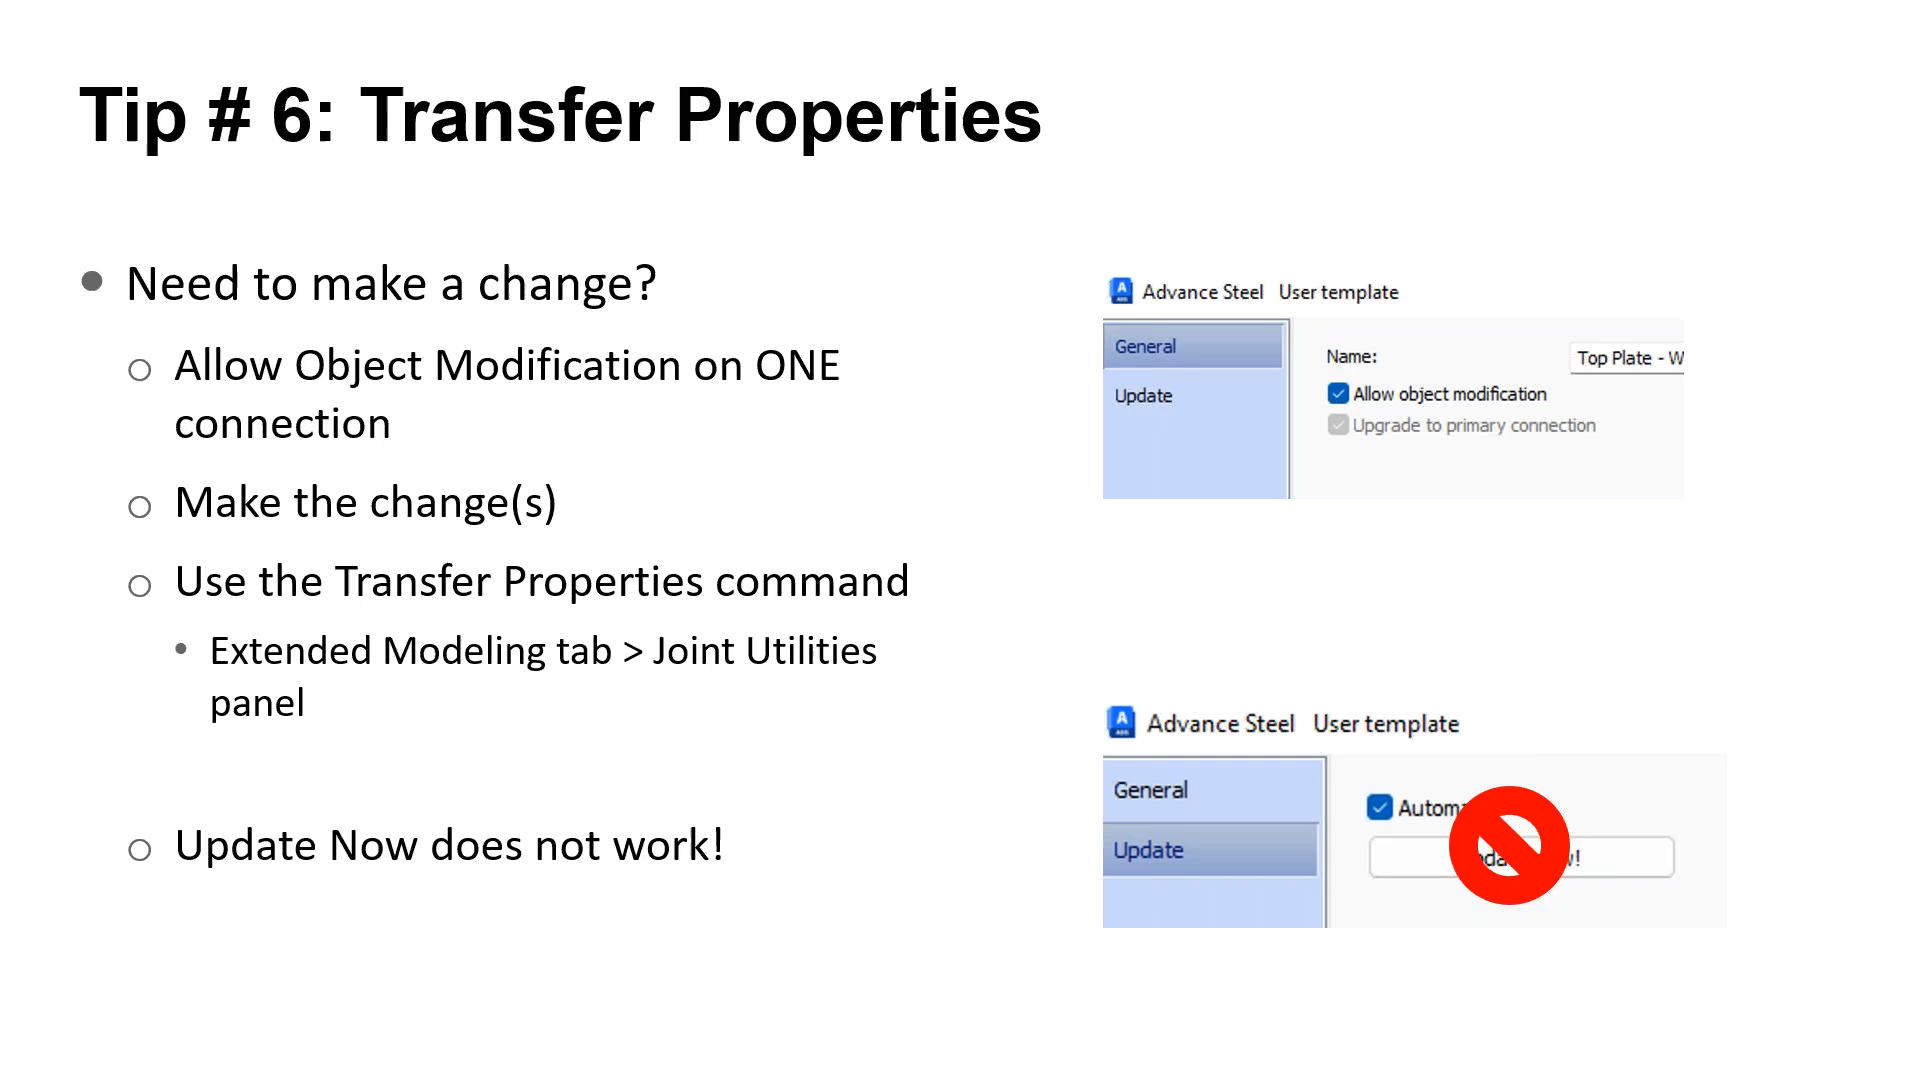 Tip # 6: Transfer Properties
Need to make a change?
Allow Object Modification on ONE
connection
Make the change(s)
Use the Transfer Properties command
Extended Modeling tab > Joint Utilities
panel
Update Now does not work!
Advance Steel User template
General
Update
Name:
Top Plate - W
Allow object modification
Upgrade to primary connection
Advance Steel User template
General
Update